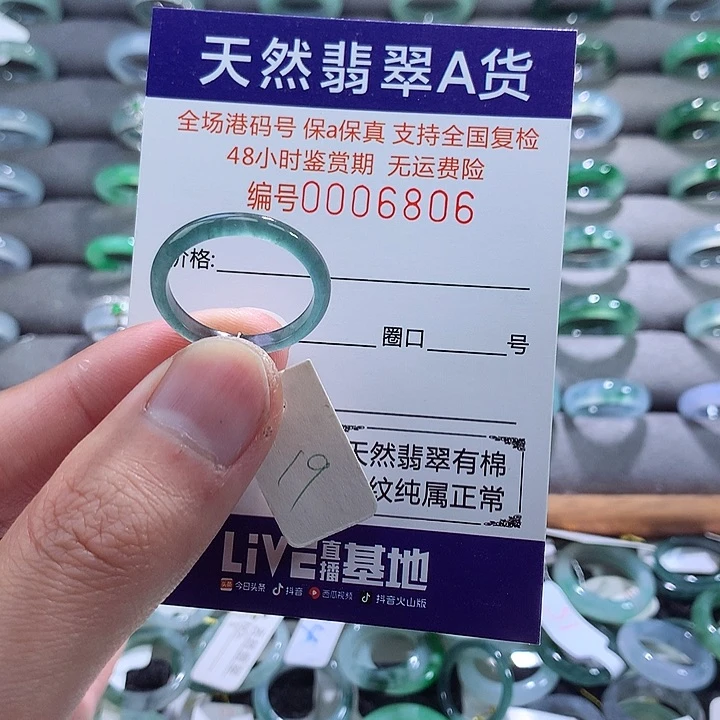 天然翡翠A货
全场港码号 保a保真 支持全国复检
48小时鉴赏期 无运费险
编号0006806
价格:
圈口 号
19
天然翡翠有棉
纹纯属正常
LiVE直播基地
头条 今日头条 抖音 西瓜视频 抖音火山版